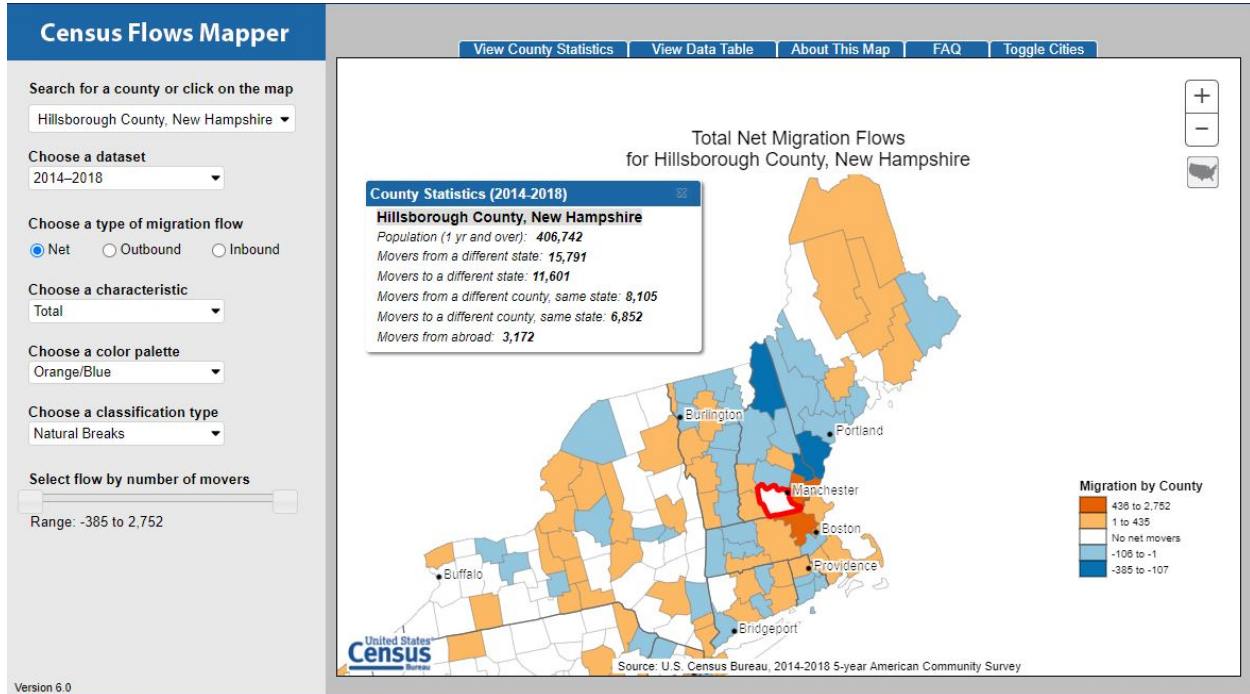 Census Flows Mapper
View County Statistics
View Data Table
About This Map
FAQ
Toggle Cities
Search for a county or click on the map
Hillsborough County, New Hampshire
Choose a dataset
2014–2018
Choose a type of migration flow
Net
Outbound
Inbound
Choose a characteristic
Total
Choose a color palette
Orange/Blue
Choose a classification type
Natural Breaks
Select flow by number of movers
Range: -385 to 2,752
Version 6.0
+
−
Total Net Migration Flows
for Hillsborough County, New Hampshire
County Statistics (2014-2018)
Hillsborough County, New Hampshire
Population (1 yr and over): 406,742
Movers from a different state: 15,791
Movers to a different state: 11,601
Movers from a different county, same state: 8,105
Movers to a different county, same state: 6,852
Movers from abroad: 3,172
Burlington
Portland
Manchester
Boston
Buffalo
Providence
Bridgeport
Migration by County
436 to 2,752
1 to 435
No net movers
-106 to -1
-385 to -107
United States
Census
Bureau
Source: U.S. Census Bureau, 2014-2018 5-year American Community Survey